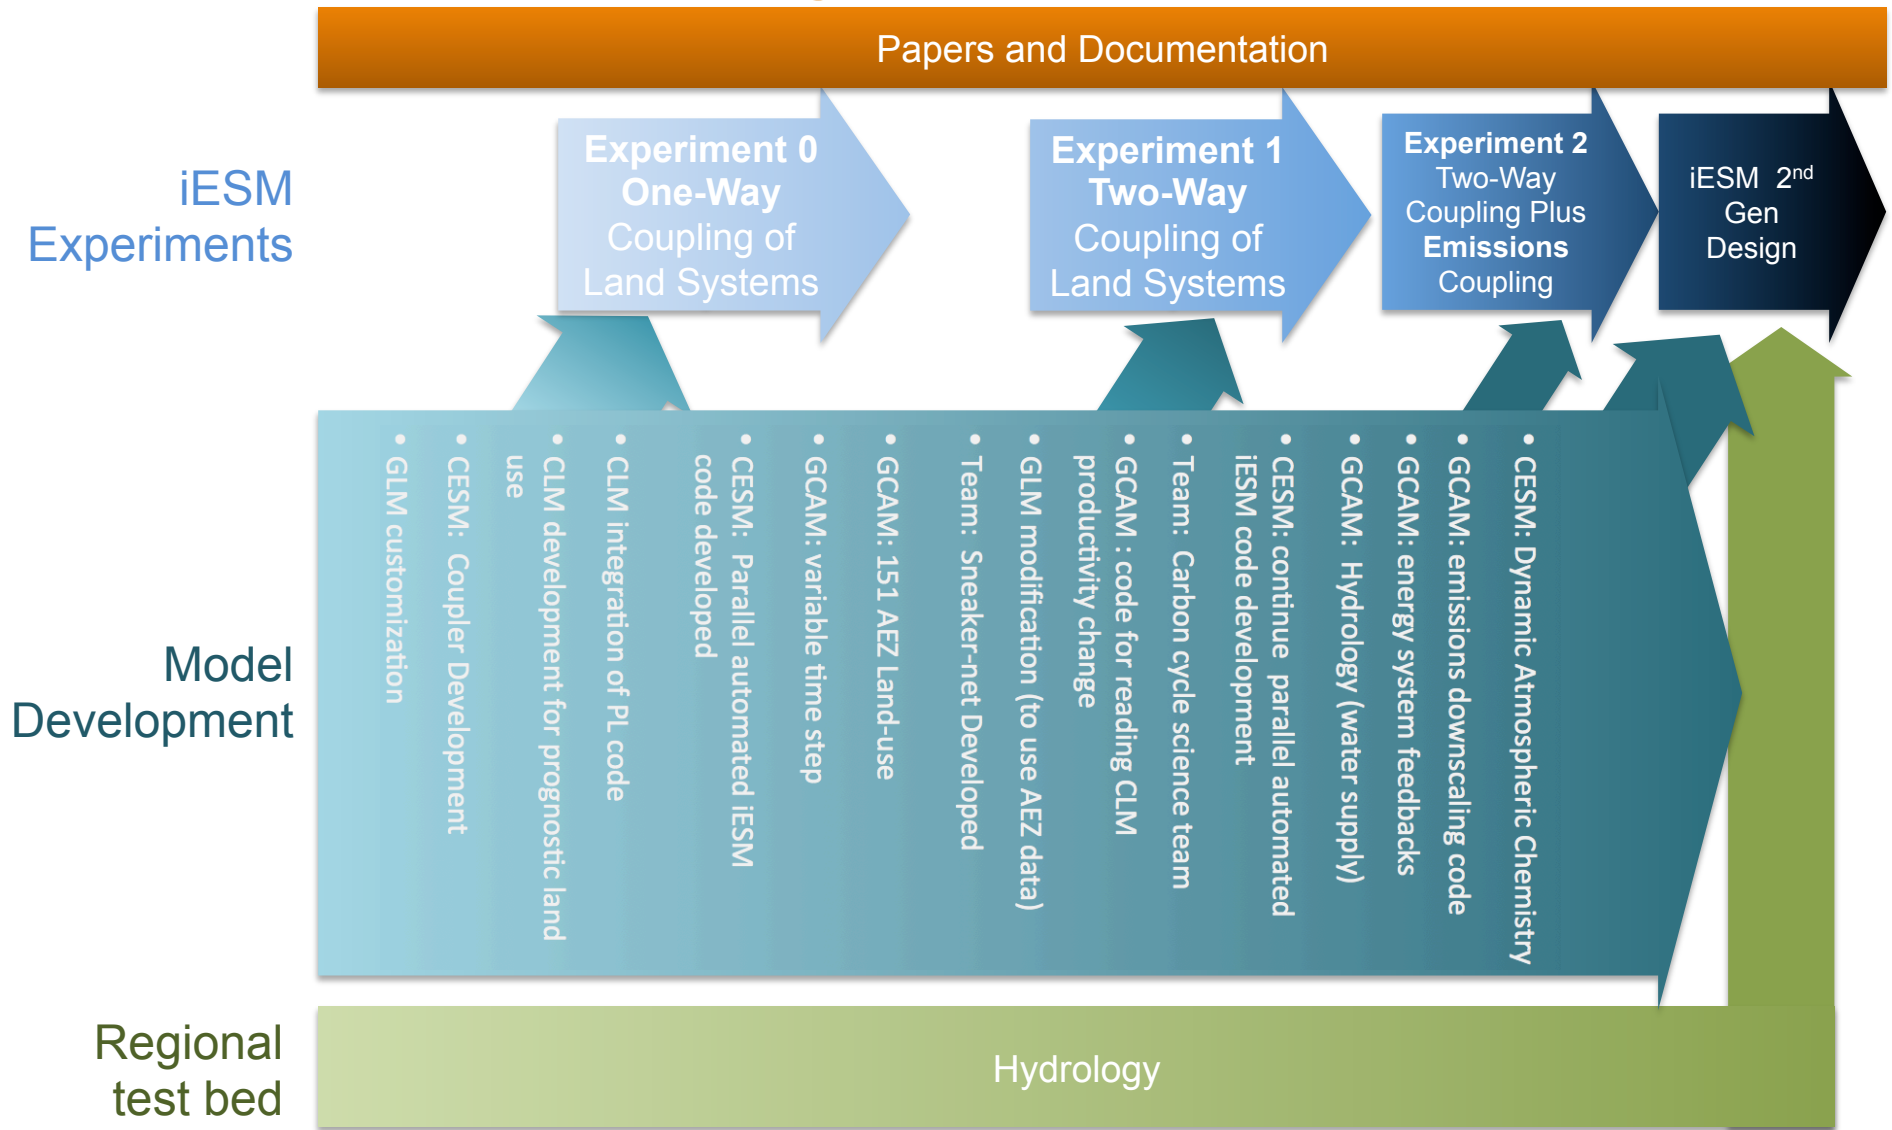 Papers and Documentation
iESM
Experiments
Experiment 0
One-Way
Coupling of
Land Systems
Experiment 1
Two-Way
Coupling of
Land Systems
Experiment 2
Two-Way
Coupling Plus
Emissions
Coupling
iESM 2nd
Gen
Design
Model
Development
• GLM customization
• CESM: Coupler Development
• CLM development for prognostic land
use
• CLM integration of PL code
• CESM: Parallel automated iESM
code developed
• GCAM: variable time step
• GCAM: 151 AEZ Land-use
• Team: Sneaker-net Developed
• GLM modification (to use AEZ data)
• GCAM : code for reading CLM
productivity change
• Team: Carbon cycle science team
• CESM: continue parallel automated
iESM code development
• GCAM: Hydrology (water supply)
• GCAM: energy system feedbacks
• GCAM: emissions downscaling code
• CESM: Dynamic Atmospheric Chemistry
Regional
test bed
Hydrology